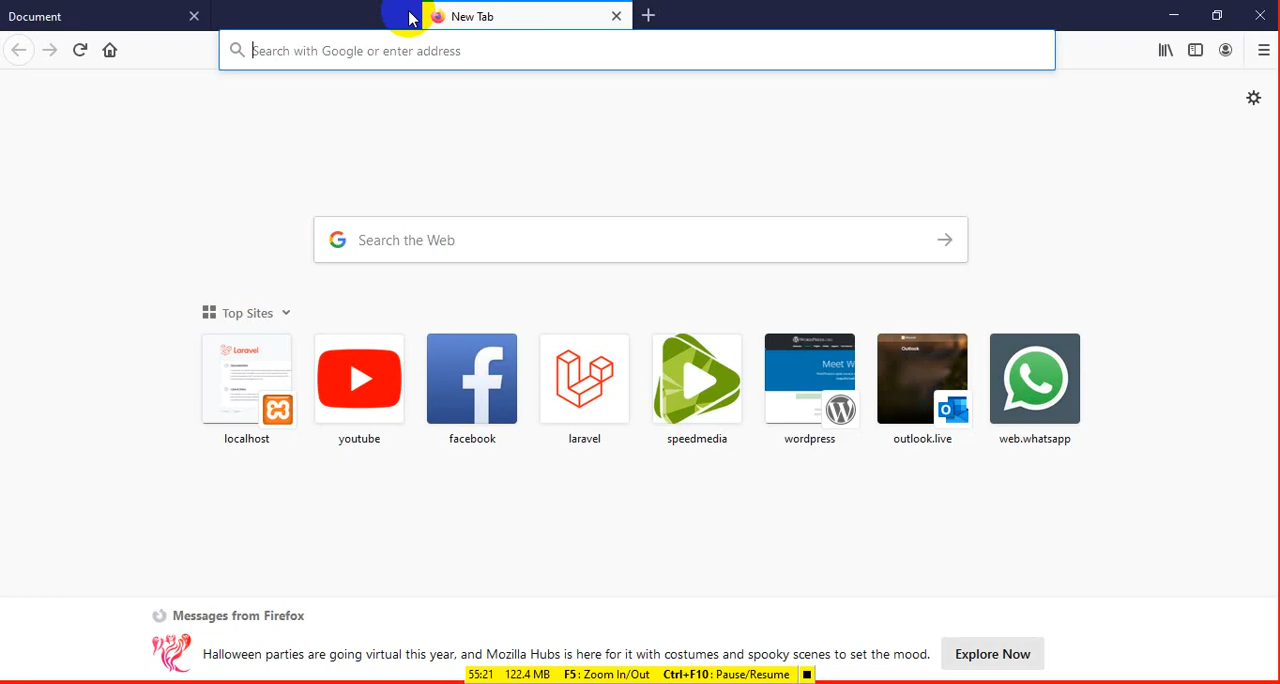 Document
New Tab
Search with Google or enter address
Search the Web
Top Sites
localhost
youtube
facebook
laravel
speedmedia
wordpress
outlook.live
web.whatsapp
Messages from Firefox
Halloween parties are going virtual this year, and Mozilla Hubs is here for it with costumes and spooky scenes to set the mood.
Explore Now
55:21 122.4 MB F5: Zoom In/Out Ctrl+F10: Pause/Resume